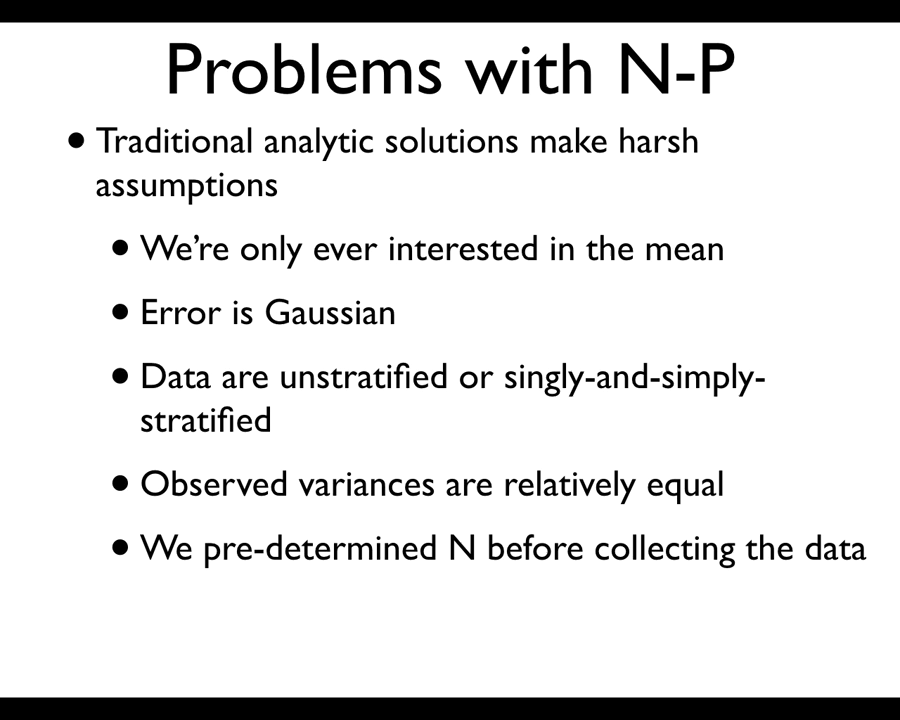 Problems with N-P
• Traditional analytic solutions make harsh
assumptions
• We’re only ever interested in the mean
• Error is Gaussian
• Data are unstratified or singly-and-simply-
stratified
• Observed variances are relatively equal
• We pre-determined N before collecting the data